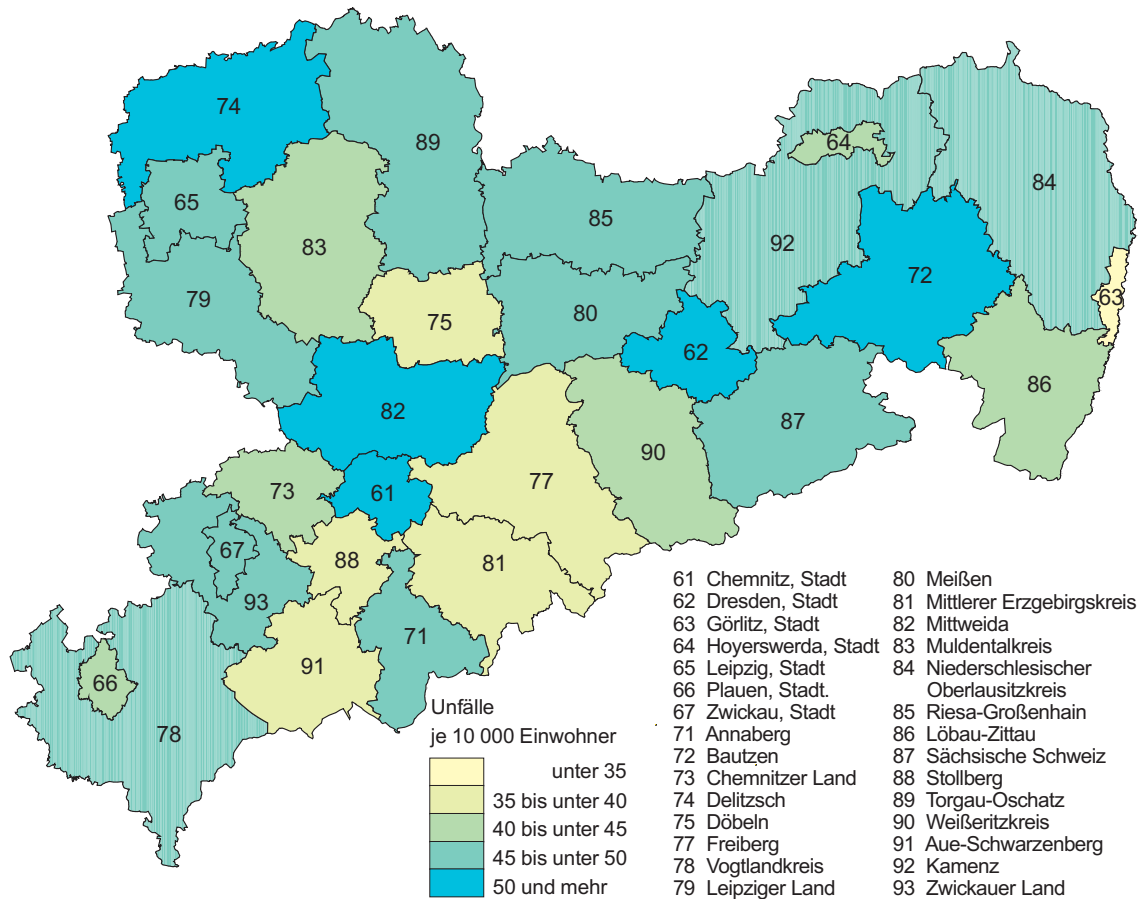 74
89
64
65
84
85
83
92
72
79
63
75
80
62
86
82
87
90
77
73
61
67
88
81
93
71
91
66
78
Unfälle
je 10 000 Einwohner
unter 35
35 bis unter 40
40 bis unter 45
45 bis unter 50
50 und mehr
61 Chemnitz, Stadt
62 Dresden, Stadt
63 Görlitz, Stadt
64 Hoyerswerda, Stadt
65 Leipzig, Stadt
66 Plauen, Stadt.
67 Zwickau, Stadt
71 Annaberg
72 Bautzen
73 Chemnitzer Land
74 Delitzsch
75 Döbeln
77 Freiberg
78 Vogtlandkreis
79 Leipziger Land
80 Meißen
81 Mittlerer Erzgebirgskreis
82 Mittweida
83 Muldentalkreis
84 Niederschlesischer
Oberlausitzkreis
85 Riesa-Großenhain
86 Löbau-Zittau
87 Sächsische Schweiz
88 Stollberg
89 Torgau-Oschatz
90 Weißeritzkreis
91 Aue-Schwarzenberg
92 Kamenz
93 Zwickauer Land